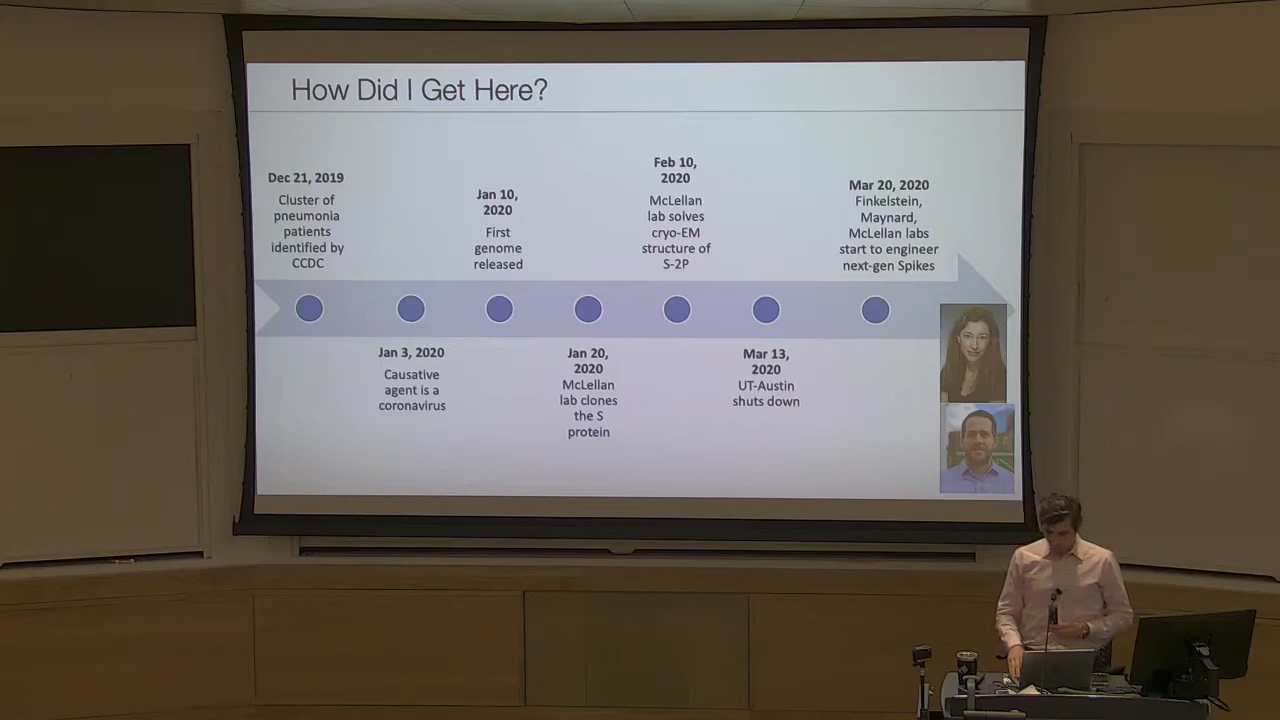 How Did I Get Here?
Dec 21, 2019
Cluster of
pneumonia
patients
identified by
CCDC
Jan 3, 2020
Causative
agent is a
coronavirus
Jan 10,
2020
First
genome
released
Jan 20,
2020
McLellan
lab clones
the S
protein
Feb 10,
2020
McLellan
lab solves
cryo-EM
structure of
S-2P
Mar 13,
2020
UT-Austin
shuts down
Mar 20, 2020
Finkelstein,
Maynard,
McLellan labs
start to engineer
next-gen Spikes